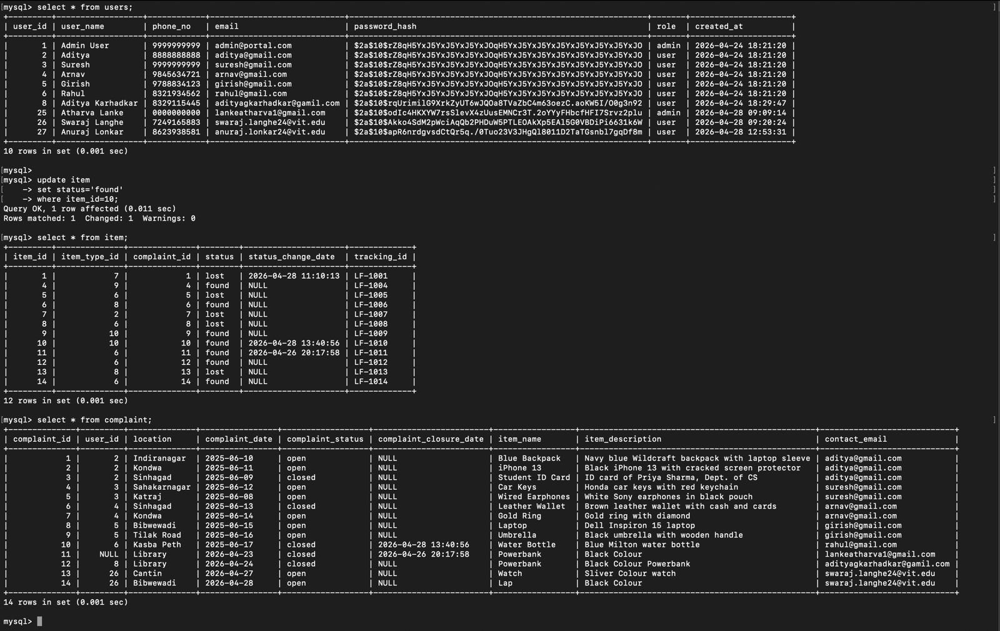 [mysql> select * from users; ]
+---------+------------------+------------+----------------------------+--------------------------------------------------------------+-------+---------------------+
| user_id | user_name | phone_no | email | password_hash | role | created_at |
+---------+------------------+------------+----------------------------+--------------------------------------------------------------+-------+---------------------+
| 1 | Admin User | 9999999999 | admin@portal.com | $2a$10$rZ8qH5YxJ5YxJ5YxJ5YxJOqH5YxJ5YxJ5YxJ5YxJ5YxJ5YxJ5YxJO | admin | 2026-04-24 18:21:20 |
| 2 | Aditya | 8888888888 | aditya@gmail.com | $2a$10$rZ8qH5YxJ5YxJ5YxJ5YxJOqH5YxJ5YxJ5YxJ5YxJ5YxJ5YxJ5YxJO | user | 2026-04-24 18:21:20 |
| 3 | Suresh | 9999999999 | suresh@gmail.com | $2a$10$rZ8qH5YxJ5YxJ5YxJ5YxJOqH5YxJ5YxJ5YxJ5YxJ5YxJ5YxJ5YxJO | user | 2026-04-24 18:21:20 |
| 4 | Arnav | 9845634721 | arnav@gmail.com | $2a$10$rZ8qH5YxJ5YxJ5YxJ5YxJOqH5YxJ5YxJ5YxJ5YxJ5YxJ5YxJ5YxJO | user | 2026-04-24 18:21:20 |
| 5 | Girish | 9788834123 | girish@gmail.com | $2a$10$rZ8qH5YxJ5YxJ5YxJ5YxJOqH5YxJ5YxJ5YxJ5YxJ5YxJ5YxJ5YxJO | user | 2026-04-24 18:21:20 |
| 6 | Rahul | 8321934562 | rahul@gmail.com | $2a$10$rZ8qH5YxJ5YxJ5YxJ5YxJOqH5YxJ5YxJ5YxJ5YxJ5YxJ5YxJ5YxJO | user | 2026-04-24 18:21:20 |
| 8 | Aditya Karhadkar | 8329115445 | adityagkarhadkar@gamil.com | $2a$10$rqUrimilG9XrkZyUT6wJQOa8TVaZbC4m63oezC.aoKW5I/O0g3n92 | user | 2026-04-24 18:29:47 |
| 25 | Atharva Lanke | 0000000000 | lankeatharva1@gmail.com | $2a$10$odIc4HKXYW7rsSlevX4zUusEMNCr3T.2oYYyFHbcfHFI7Srvz2plu | admin | 2026-04-28 09:09:14 |
| 26 | Swaraj Langhe | 7249165883 | swaraj.langhe24@vit.edu | $2a$10$Akko4SdM2pWciAqQb2PHDuW5PTLEOAkXp5EAl5G0VBDiPi6631k6W | user | 2026-04-28 09:20:24 |
| 27 | Anuraj Lonkar | 8623938581 | anuraj.lonkar24@vit.edu | $2a$10$apR6nrdgvsdCtQr5q./0Tuo23V3JHgQl8011D2TaTGsnbl7gqDf8m | user | 2026-04-28 12:53:31 |
+---------+------------------+------------+----------------------------+--------------------------------------------------------------+-------+---------------------+
10 rows in set (0.001 sec)
[mysql> ]
[mysql> update item ]
[ -> set status='found' ]
[ -> where item_id=10; ]
Query OK, 1 row affected (0.011 sec)
Rows matched: 1 Changed: 1 Warnings: 0
[mysql> select * from item; ]
+---------+--------------+--------------+--------+---------------------+-------------+
| item_id | item_type_id | complaint_id | status | status_change_date | tracking_id |
+---------+--------------+--------------+--------+---------------------+-------------+
| 1 | 7 | 1 | lost | 2026-04-28 11:10:13 | LF-1001 |
| 4 | 9 | 4 | found | NULL | LF-1004 |
| 5 | 6 | 5 | lost | NULL | LF-1005 |
| 6 | 8 | 6 | found | NULL | LF-1006 |
| 7 | 2 | 7 | lost | NULL | LF-1007 |
| 8 | 6 | 8 | lost | NULL | LF-1008 |
| 9 | 10 | 9 | found | NULL | LF-1009 |
| 10 | 10 | 10 | found | 2026-04-28 13:40:56 | LF-1010 |
| 11 | 6 | 11 | found | 2026-04-26 20:17:58 | LF-1011 |
| 12 | 6 | 12 | found | NULL | LF-1012 |
| 13 | 8 | 13 | lost | NULL | LF-1013 |
| 14 | 6 | 14 | found | NULL | LF-1014 |
+---------+--------------+--------------+--------+---------------------+-------------+
12 rows in set (0.001 sec)
[mysql> select * from complaint; ]
+--------------+---------+--------------+----------------+------------------+------------------------+-----------------+-------------------------------------------------+----------------------------+
| complaint_id | user_id | location | complaint_date | complaint_status | complaint_closure_date | item_name | item_description | contact_email |
+--------------+---------+--------------+----------------+------------------+------------------------+-----------------+-------------------------------------------------+----------------------------+
| 1 | 2 | Indiranagar | 2025-06-10 | open | NULL | Blue Backpack | Navy blue Wildcraft backpack with laptop sleeve | aditya@gmail.com |
| 2 | 2 | Kondwa | 2025-06-11 | open | NULL | iPhone 13 | Black iPhone 13 with cracked screen protector | aditya@gmail.com |
| 3 | 2 | Sinhagad | 2025-06-09 | closed | NULL | Student ID Card | ID card of Priya Sharma, Dept. of CS | aditya@gmail.com |
| 4 | 3 | Sahakarnagar | 2025-06-12 | open | NULL | Car Keys | Honda car keys with red keychain | suresh@gmail.com |
| 5 | 3 | Katraj | 2025-06-08 | open | NULL | Wired Earphones | White Sony earphones in black pouch | suresh@gmail.com |
| 6 | 4 | Sinhagad | 2025-06-13 | closed | NULL | Leather Wallet | Brown leather wallet with cash and cards | arnav@gmail.com |
| 7 | 4 | Kondwa | 2025-06-14 | open | NULL | Gold Ring | Gold ring with diamond | arnav@gmail.com |
| 8 | 5 | Bibwewadi | 2025-06-15 | open | NULL | Laptop | Dell Inspiron 15 laptop | girish@gmail.com |
| 9 | 5 | Tilak Road | 2025-06-16 | open | NULL | Umbrella | Black umbrella with wooden handle | girish@gmail.com |
| 10 | 6 | Kasba Peth | 2025-06-17 | closed | 2026-04-28 13:40:56 | Water Bottle | Blue Milton water bottle | rahul@gmail.com |
| 11 | NULL | Library | 2026-04-23 | closed | 2026-04-26 20:17:58 | Powerbank | Black Colour | lankeatharva1@gmail.com |
| 12 | 8 | Library | 2026-04-24 | closed | NULL | Powerbank | Black Colour Powerbank | adityagkarhadkar@gamil.com |
| 13 | 26 | Cantin | 2026-04-27 | open | NULL | Watch | Sliver Colour watch | swaraj.langhe24@vit.edu |
| 14 | 26 | Bibwewadi | 2026-04-28 | open | NULL | Lap | Black Colour | swaraj.langhe24@vit.edu |
+--------------+---------+--------------+----------------+------------------+------------------------+-----------------+-------------------------------------------------+----------------------------+
14 rows in set (0.001 sec)
mysql>